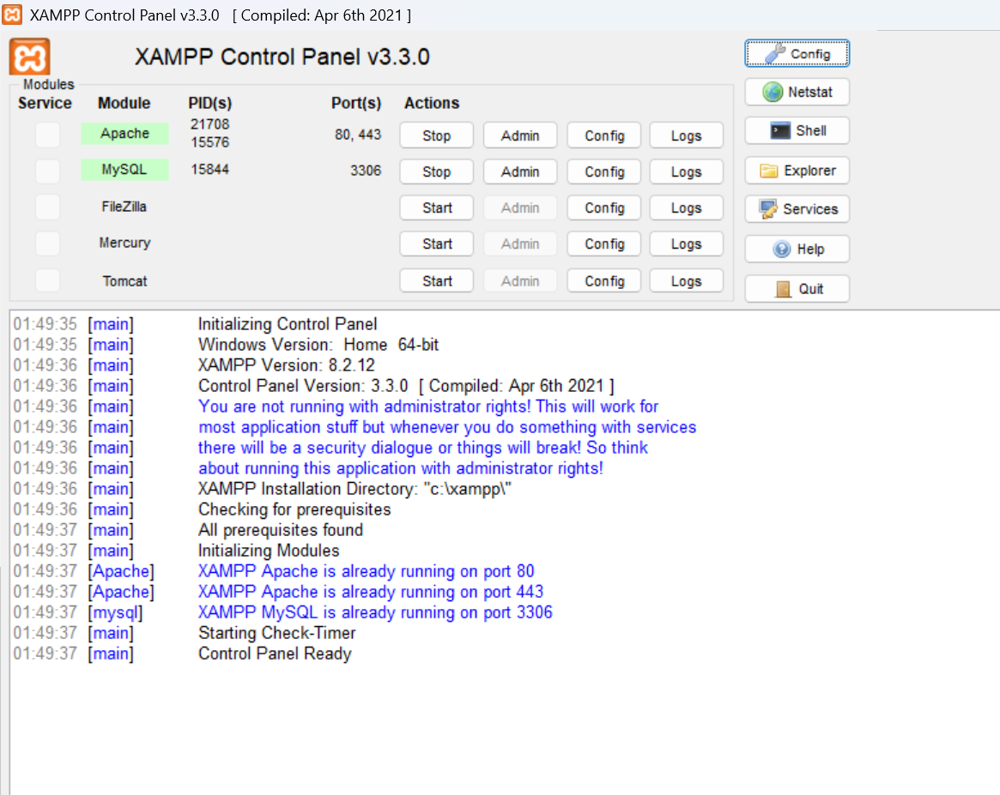 XAMPP Control Panel v3.3.0 [ Compiled: Apr 6th 2021 ]
XAMPP Control Panel v3.3.0
Config
Modules
Service Module PID(s) Port(s) Actions
Netstat
Apache 21708 15576 80, 443 Stop Admin Config Logs
Shell
MySQL 15844 3306 Stop Admin Config Logs
Explorer
FileZilla Start Admin Config Logs
Services
Mercury Start Admin Config Logs
Help
Tomcat Start Admin Config Logs
Quit
01:49:35 [main] Initializing Control Panel
01:49:35 [main] Windows Version: Home 64-bit
01:49:36 [main] XAMPP Version: 8.2.12
01:49:36 [main] Control Panel Version: 3.3.0 [ Compiled: Apr 6th 2021 ]
01:49:36 [main] You are not running with administrator rights! This will work for
01:49:36 [main] most application stuff but whenever you do something with services
01:49:36 [main] there will be a security dialogue or things will break! So think
01:49:36 [main] about running this application with administrator rights!
01:49:36 [main] XAMPP Installation Directory: "c:\xampp\"
01:49:36 [main] Checking for prerequisites
01:49:37 [main] All prerequisites found
01:49:37 [main] Initializing Modules
01:49:37 [Apache] XAMPP Apache is already running on port 80
01:49:37 [Apache] XAMPP Apache is already running on port 443
01:49:37 [mysql] XAMPP MySQL is already running on port 3306
01:49:37 [main] Starting Check-Timer
01:49:37 [main] Control Panel Ready